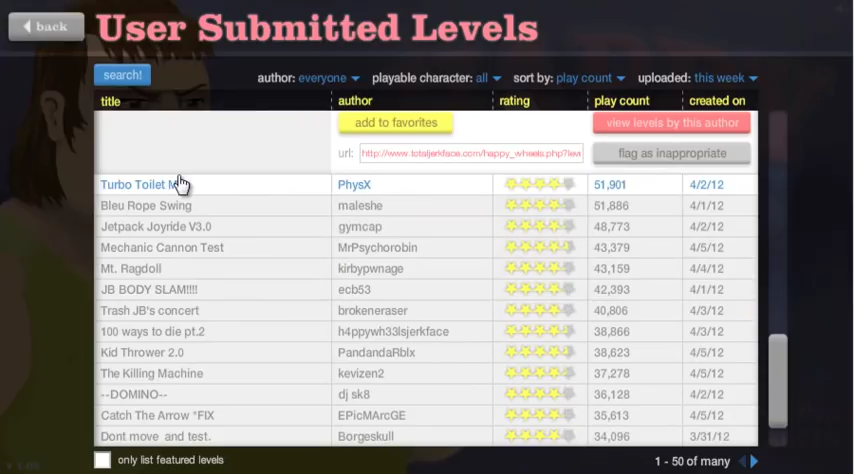 back User Submitted Levels
search! author: everyone playable character: all sort by: play count uploaded: this week
title author rating play count created on
add to favorites view levels by this author
url: http://www.totaljerkface.com/happy_wheels.php?lev flag as inappropriate
Turbo Toilet PhysX 51,901 4/2/12
Bleu Rope Swing maleshe 51,886 4/1/12
Jetpack Joyride V3.0 gymcap 48,773 4/2/12
Mechanic Cannon Test MrPsychorobin 43,379 4/5/12
Mt. Ragdoll kirbypwnage 43,159 4/4/12
JB BODY SLAM!!!! ecb53 42,393 4/1/12
Trash JB's concert brokeneraser 40,806 4/3/12
100 ways to die pt.2 h4ppywh33lsjerkface 38,866 4/3/12
Kid Thrower 2.0 PandandaRblx 38,623 4/5/12
The Killing Machine kevizen2 37,278 4/5/12
--DOMINO-- dj sk8 36,128 4/2/12
Catch The Arrow *FIX EPicMArcGE 35,613 4/5/12
Dont move and test. Borgeskull 34,096 3/31/12
only list featured levels 1 - 50 of many